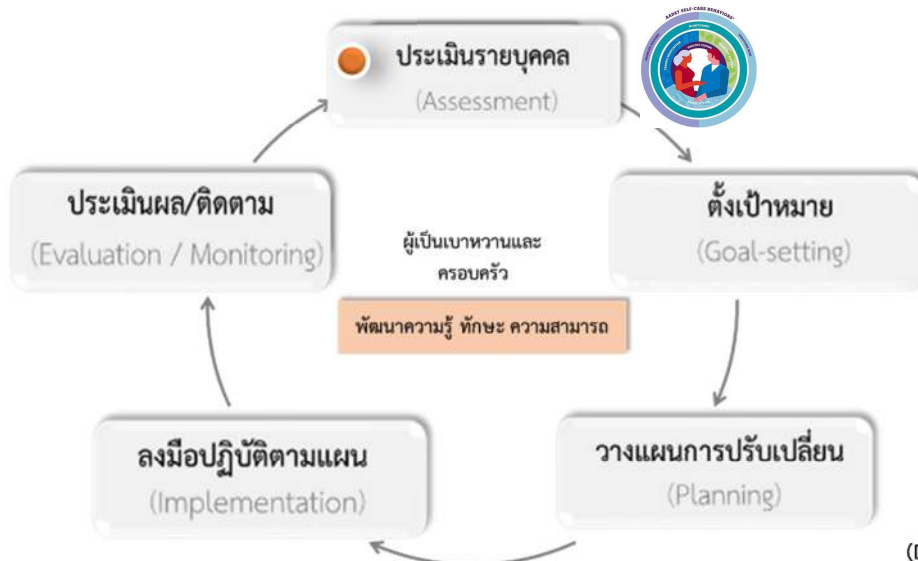 ประเมินรายบุคคล
(Assessment)
ตั้งเป้าหมาย
(Goal-setting)
วางแผนการปรับเปลี่ยน
(Planning)
ลงมือปฏิบัติตามแผน
(Implementation)
ประเมินผล/ติดตาม
(Evaluation / Monitoring)
ผู้เป็นเบาหวานและ
ครอบครัว
พัฒนาความรู้ ทักษะ ความสามารถ